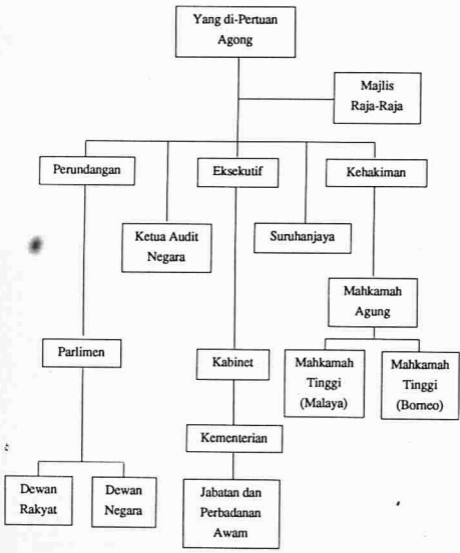 Yang di-Pertuan
Agong
Majlis
Raja-Raja
Perundangan
Eksekutif
Kehakiman
Ketua Audit
Negara
Suruhanjaya
Mahkamah
Agung
Parlimen
Kabinet
Mahkamah
Tinggi
(Malaya)
Mahkamah
Tinggi
(Borneo)
Kementerian
Dewan
Rakyat
Dewan
Negara
Jabatan dan
Perbadanan
Awam